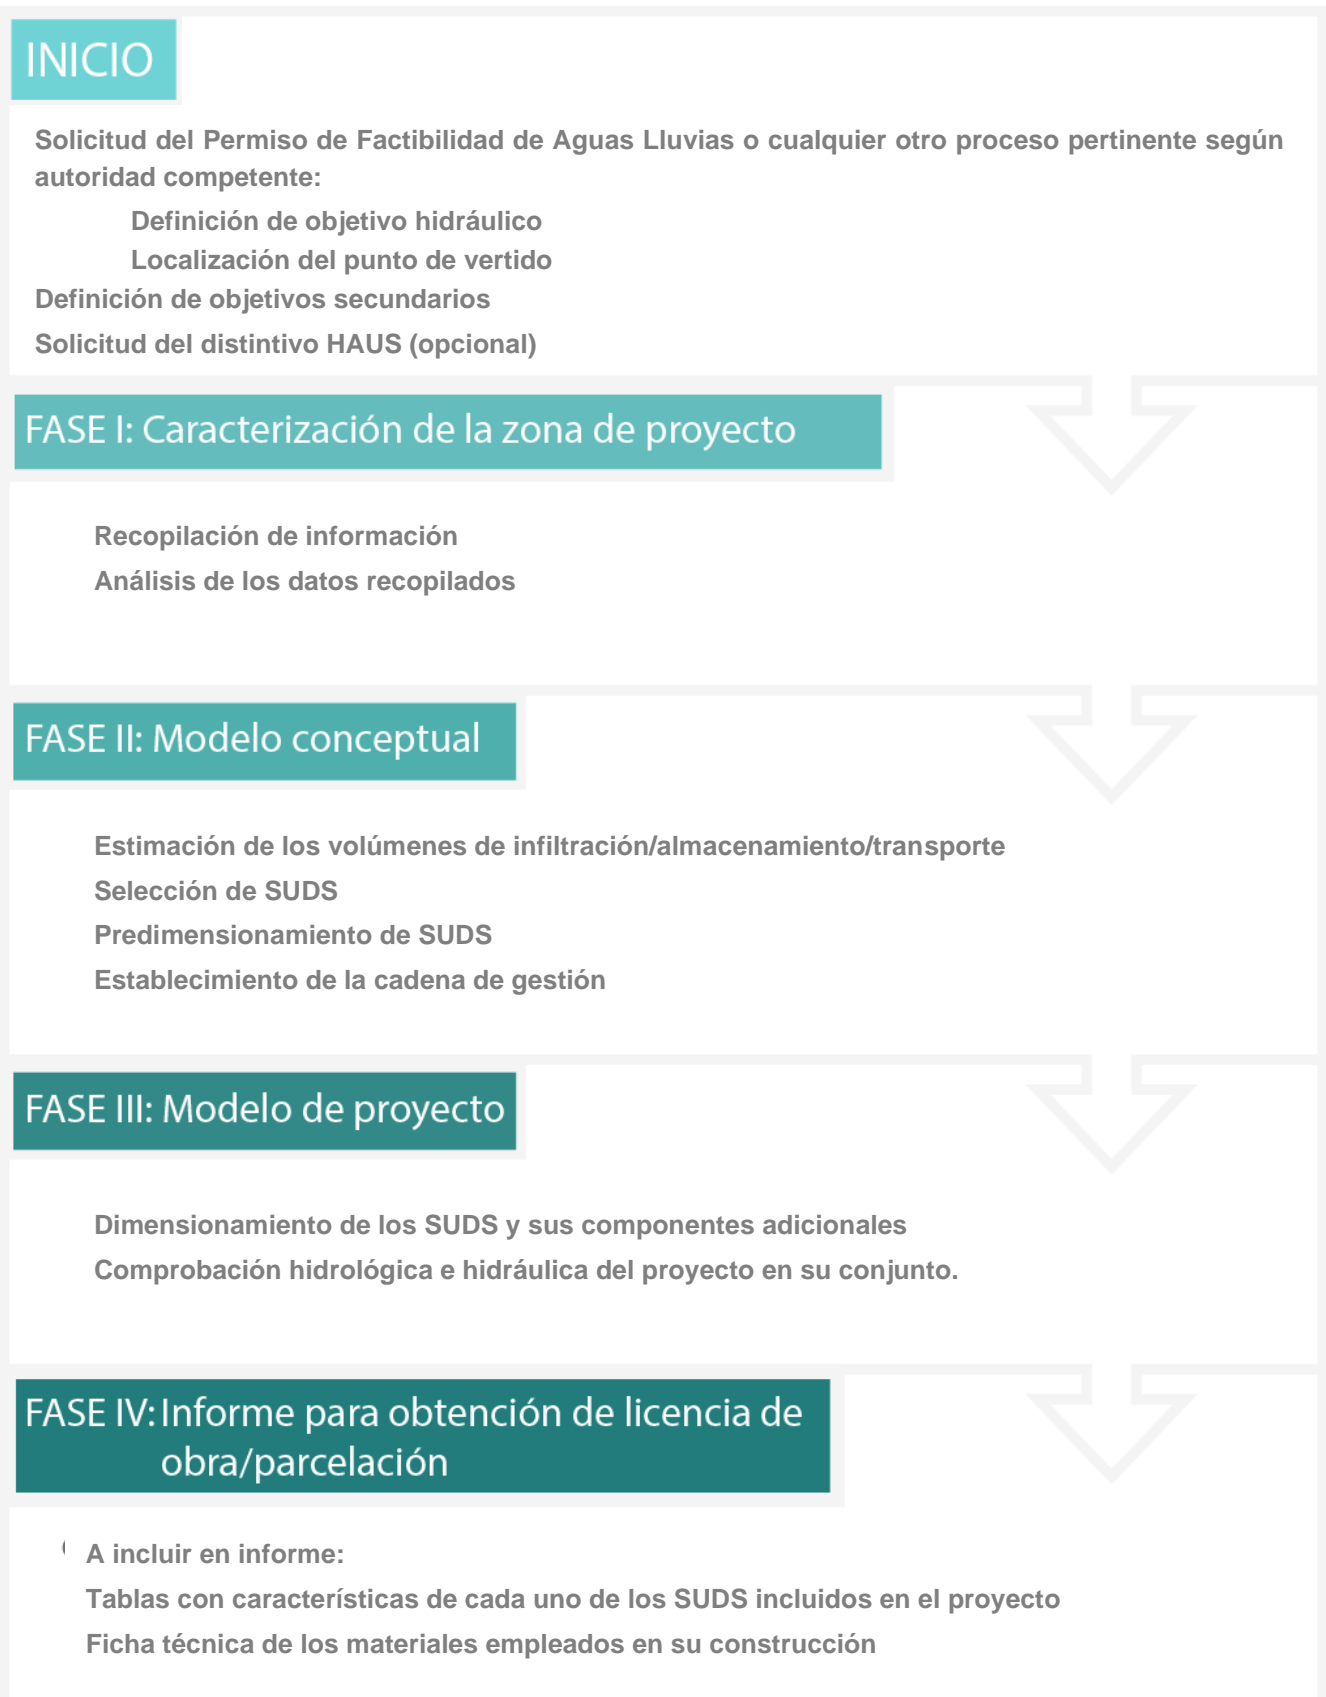 INICIO
Solicitud del Permiso de Factibilidad de Aguas Lluvias o cualquier otro proceso pertinente según
autoridad competente:
Definición de objetivo hidráulico
Localización del punto de vertido
Definición de objetivos secundarios
Solicitud del distintivo HAUS (opcional)
FASE I: Caracterización de la zona de proyecto
Recopilación de información
Análisis de los datos recopilados
FASE II: Modelo conceptual
Estimación de los volúmenes de infiltración/almacenamiento/transporte
Selección de SUDS
Predimensionamiento de SUDS
Establecimiento de la cadena de gestión
FASE III: Modelo de proyecto
Dimensionamiento de los SUDS y sus componentes adicionales
Comprobación hidrológica e hidráulica del proyecto en su conjunto.
FASE IV: Informe para obtención de licencia de
obra/parcelación
A incluir en informe:
Tablas con características de cada uno de los SUDS incluidos en el proyecto
Ficha técnica de los materiales empleados en su construcción